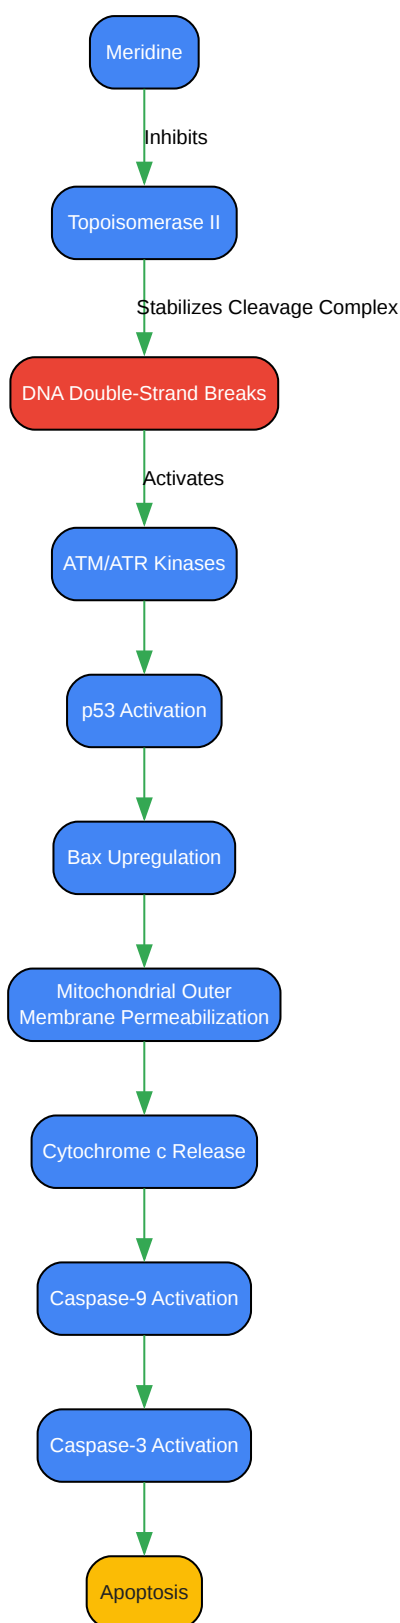 Meridine
Inhibits
Topoisomerase II
Stabilizes Cleavage Complex
DNA Double-Strand Breaks
Activates
ATM/ATR Kinases
p53 Activation
Bax Upregulation
Mitochondrial Outer
Membrane Permeabilization
Cytochrome c Release
Caspase-9 Activation
Caspase-3 Activation
Apoptosis